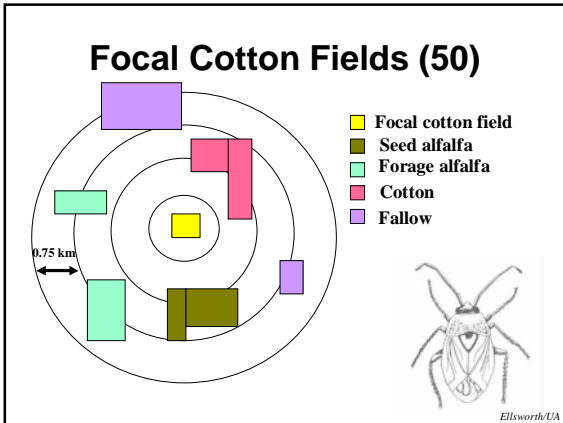 Focal Cotton Fields (50)
Focal cotton field
Seed alfalfa
Forage alfalfa
Cotton
Fallow
0.75 km
Ellsworth/UA